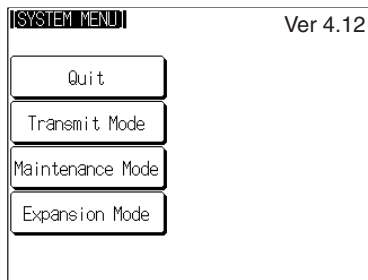 [SYSTEM MENU]
Ver 4.12
Quit
Transmit Mode
Maintenance Mode
Expansion Mode